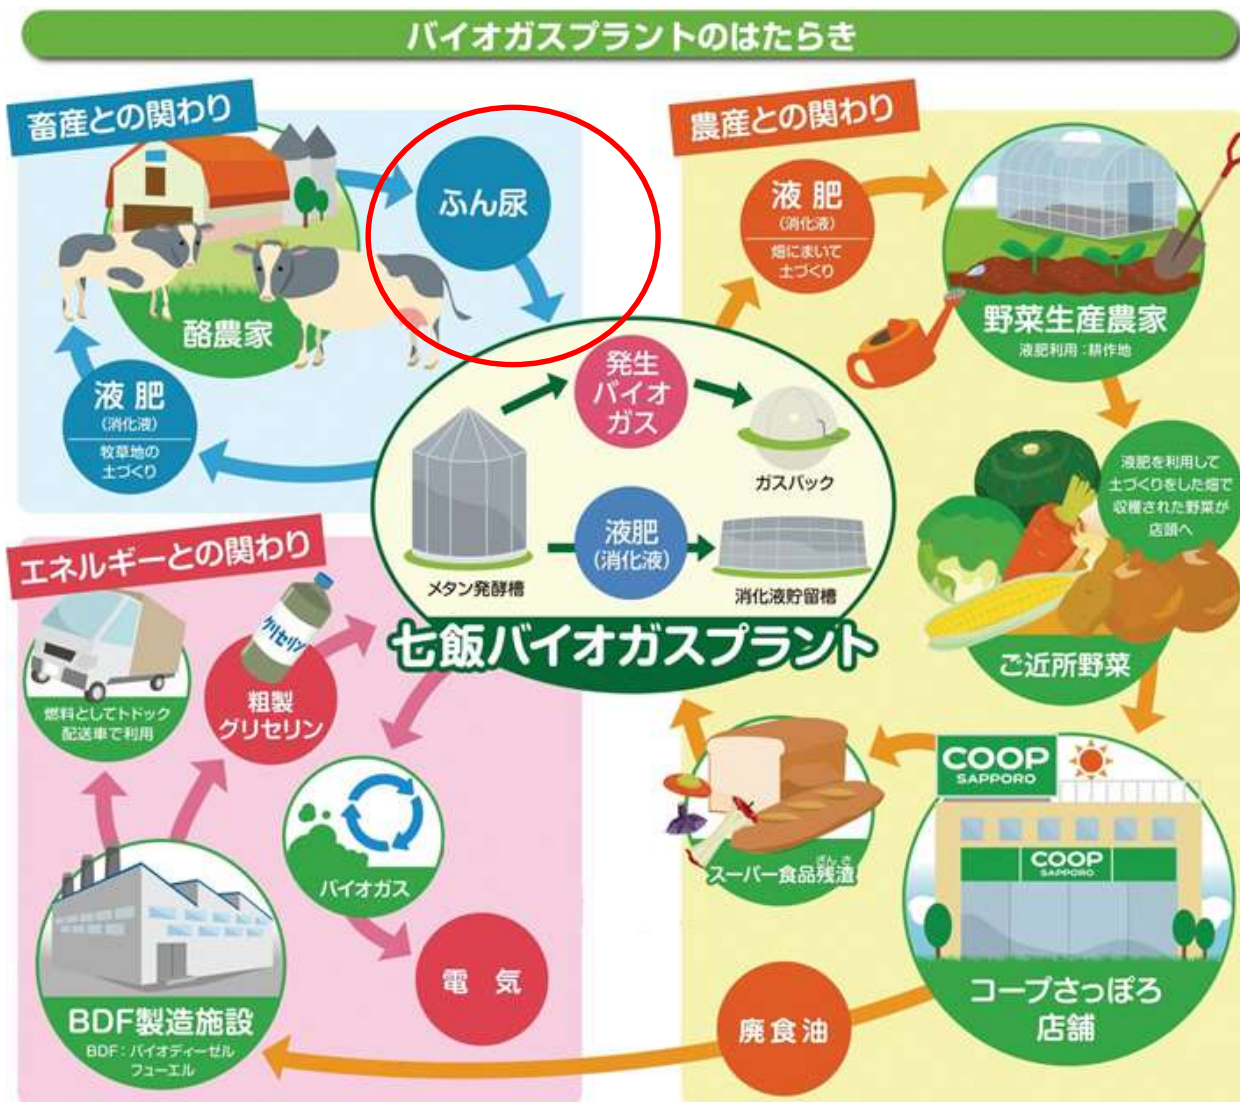 バイオガスプラントのはたらき
畜産との関わり
ふん尿
酪農家
液肥
(消化液)
牧草地の
土づくり
農産との関わり
液肥
(消化液)
畑にまいて
土づくり
野菜生産農家
液肥利用:耕作地
液肥を利用して
土づくりをした畑で
収穫された野菜が
店頭へ
ご近所野菜
発生
バイオ
ガス
ガスパック
メタン発酵槽
液肥
(消化液)
消化液貯留槽
七飯バイオガスプラント
エネルギーとの関わり
燃料としてトドック
配送車で利用
グリセリン
粗製
グリセリン
バイオガス
電気
BDF製造施設
BDF:バイオディーゼル
フューエル
ざんさ
スーパー食品残渣
COOP
SAPPORO
COOP
SAPPORO
コープさっぽろ
店舗
廃食油